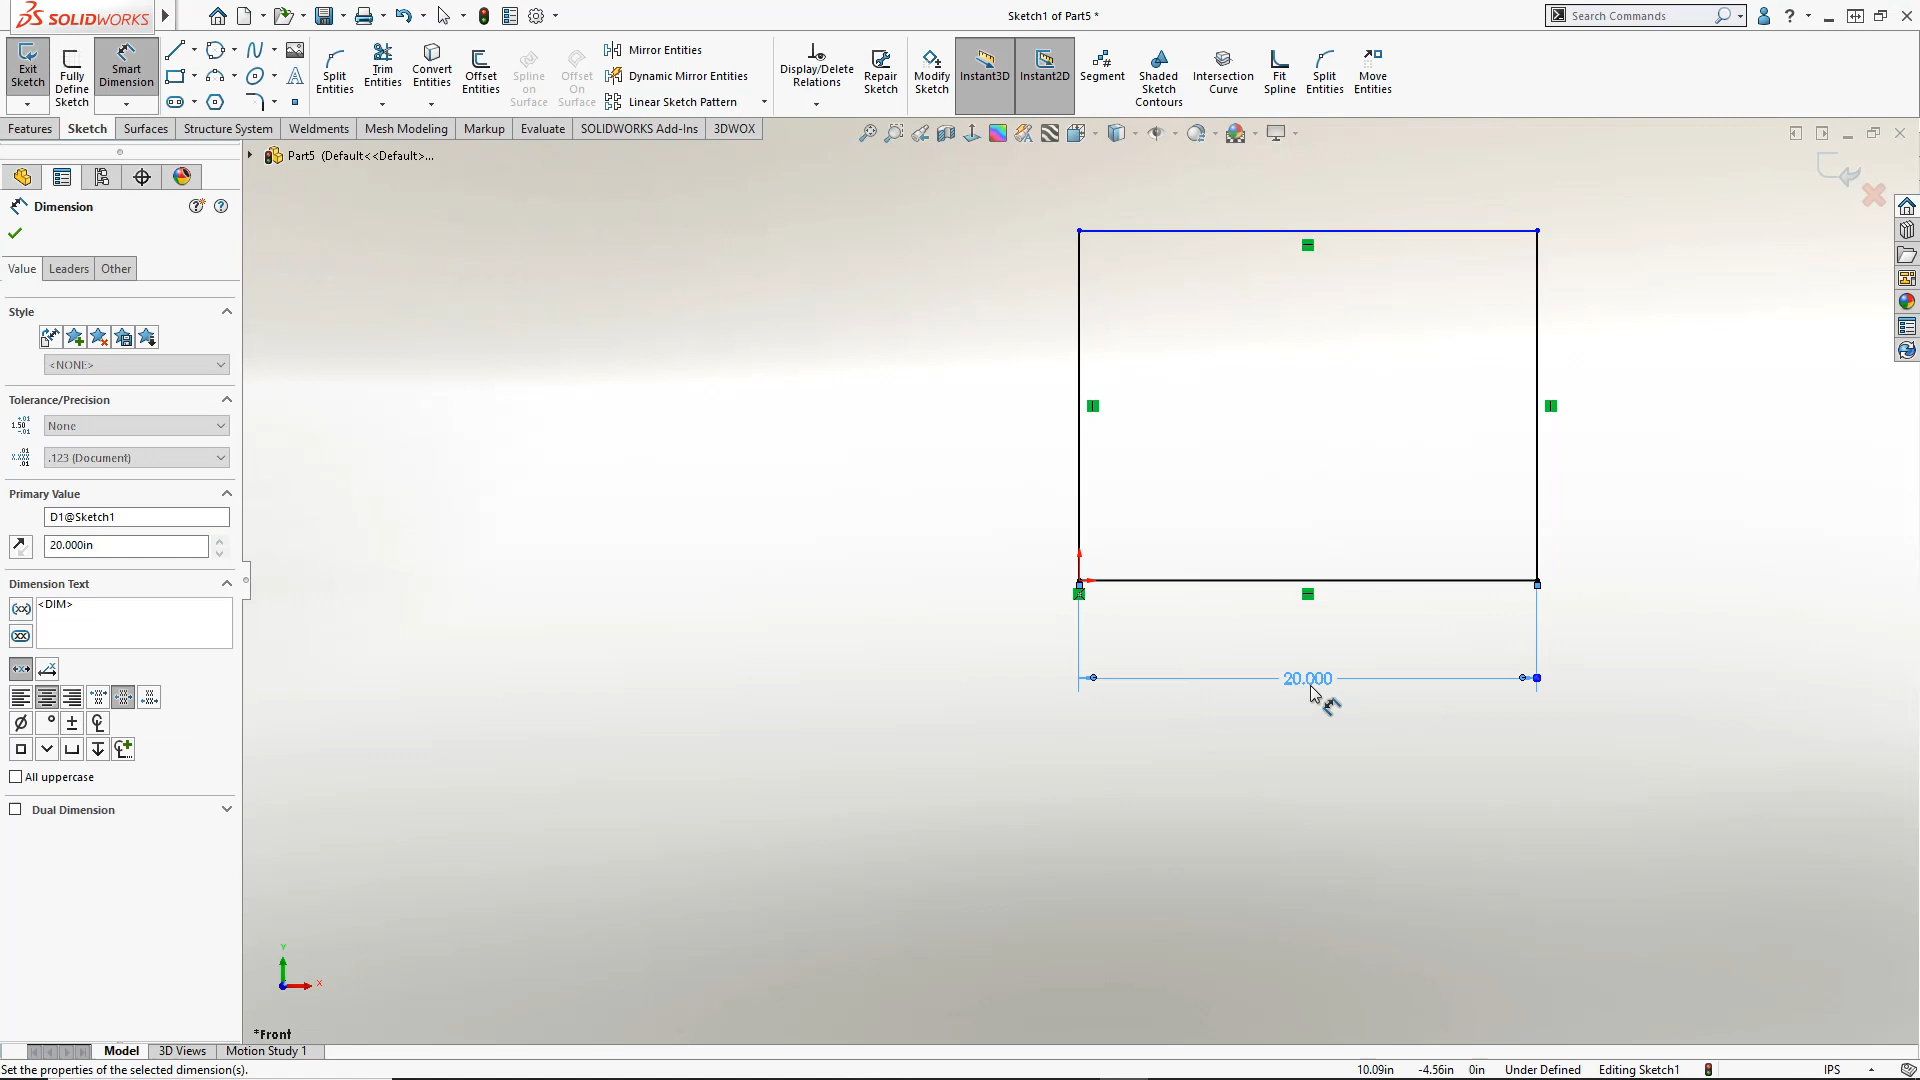 SOLIDWORKS
Sketch1 of Part5 *
Search Commands
Exit Sketch
Fully Define Sketch
Smart Dimension
Split Entities
Trim Entities
Convert Entities
Offset Entities
Spline on Surface
Offset On Surface
Mirror Entities
Dynamic Mirror Entities
Linear Sketch Pattern
Display/Delete Relations
Repair Sketch
Modify Sketch
Instant3D
Instant2D
Segment
Shaded Sketch Contours
Intersection Curve
Fit Spline
Split Entities
Move Entities
Features
Sketch
Surfaces
Structure System
Weldments
Mesh Modeling
Markup
Evaluate
SOLIDWORKS Add-Ins
3DWOX
Part5 (Default<<Default>...
Dimension
Value
Leaders
Other
Style
<NONE>
Tolerance/Precision
None
.123 (Document)
Primary Value
D1@Sketch1
20.000in
Dimension Text
<DIM>
All uppercase
Dual Dimension
20.000
Y
X
*Front
Model
3D Views
Motion Study 1
Set the properties of the selected dimension(s).
10.09in
-4.56in
0in
Under Defined
Editing Sketch1
IPS